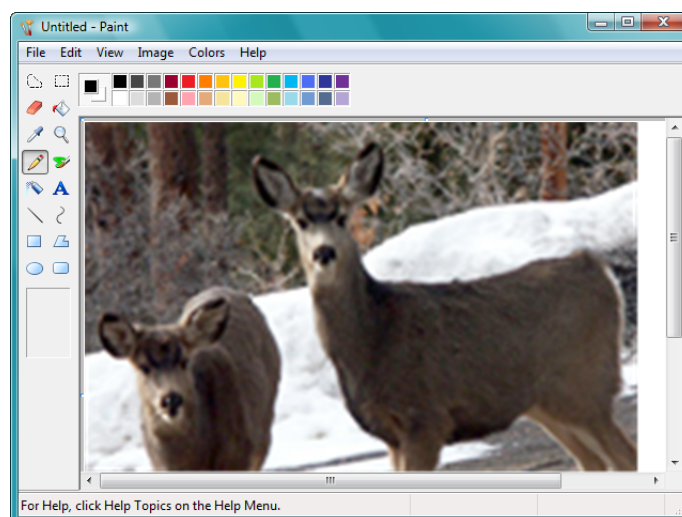 Untitled - Paint
File Edit View Image Colors Help
A
For Help, click Help Topics on the Help Menu.